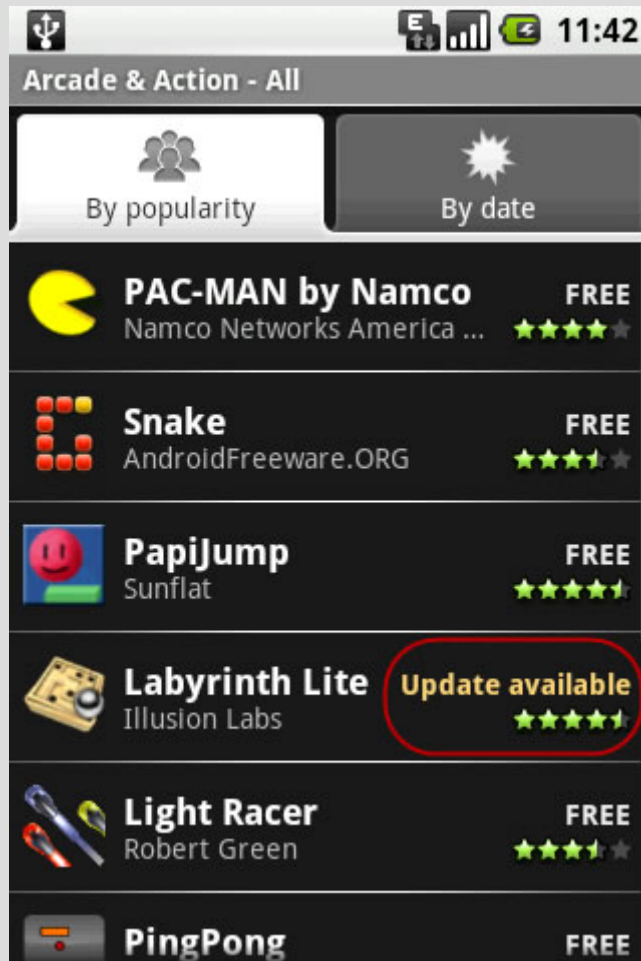 E
11:42
Arcade & Action - All
By popularity
By date
PAC-MAN by Namco
FREE
Namco Networks America ...
Snake
FREE
AndroidFreeware.ORG
PapiJump
FREE
Sunflat
Labyrinth Lite
Update available
Illusion Labs
Light Racer
FREE
Robert Green
PingPong
FREE